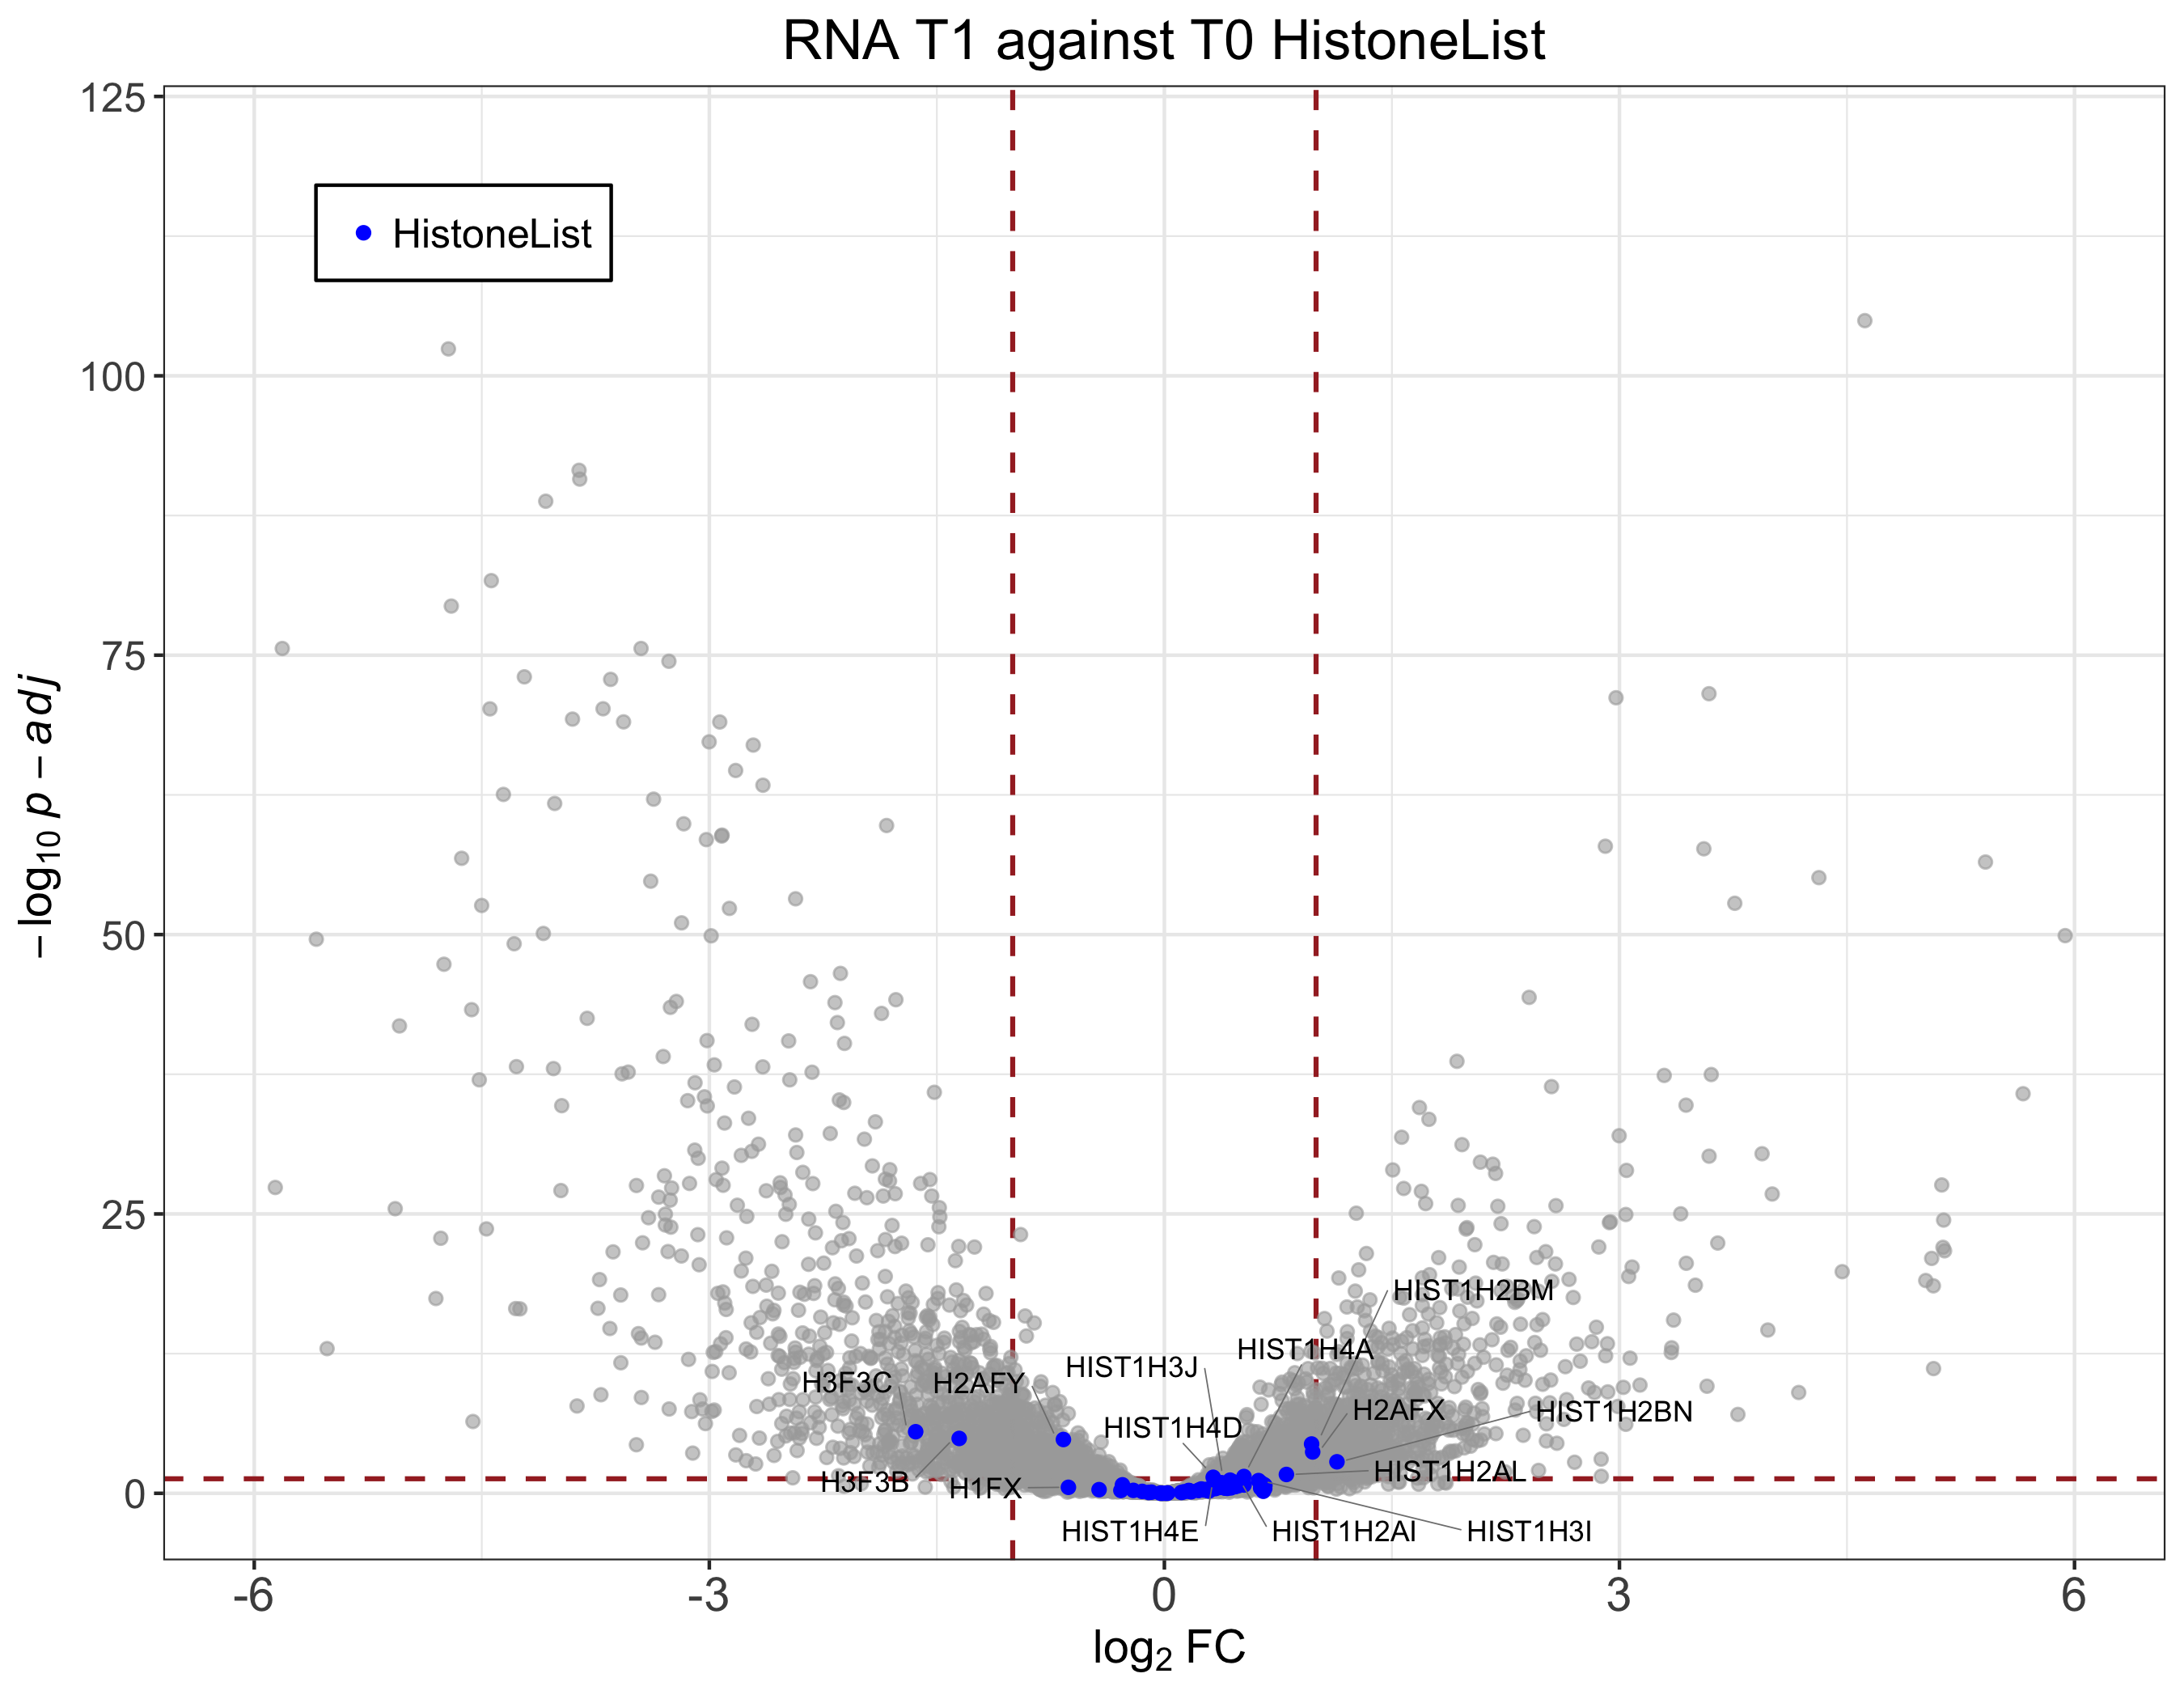 RNA T1 against T0 HistoneList
125
100
75
50
25
0
−log10 p − adj
HistoneList
HIST1H2BM
HIST1H4A
HIST1H3J
H3F3C
H2AFY
H2AFX
HIST1H2BN
HIST1H4D
HIST1H2AL
H3F3B
H1FX
HIST1H4E
HIST1H2AI
HIST1H3I
-6
-3
0
3
6
log2 FC